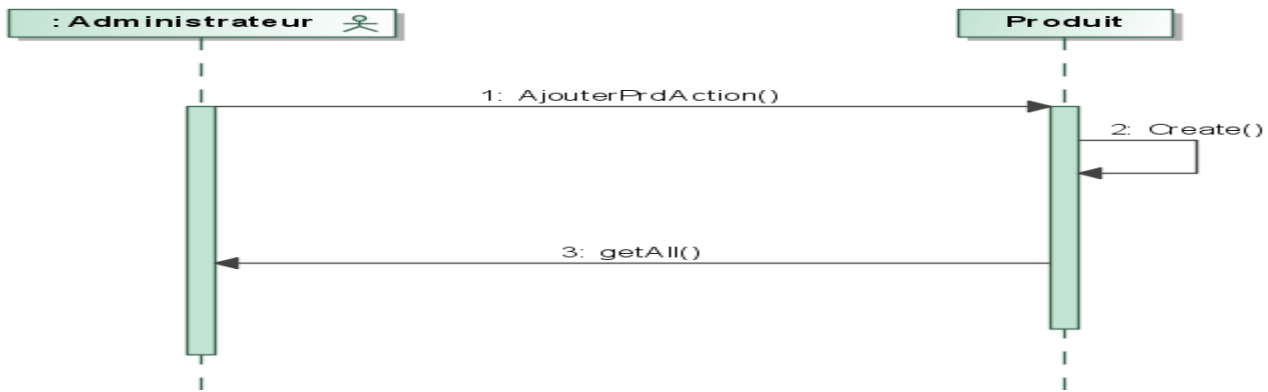 : Administrateur
Produit
1: AjouterPrdAction()
2: Create()
3: getAll()